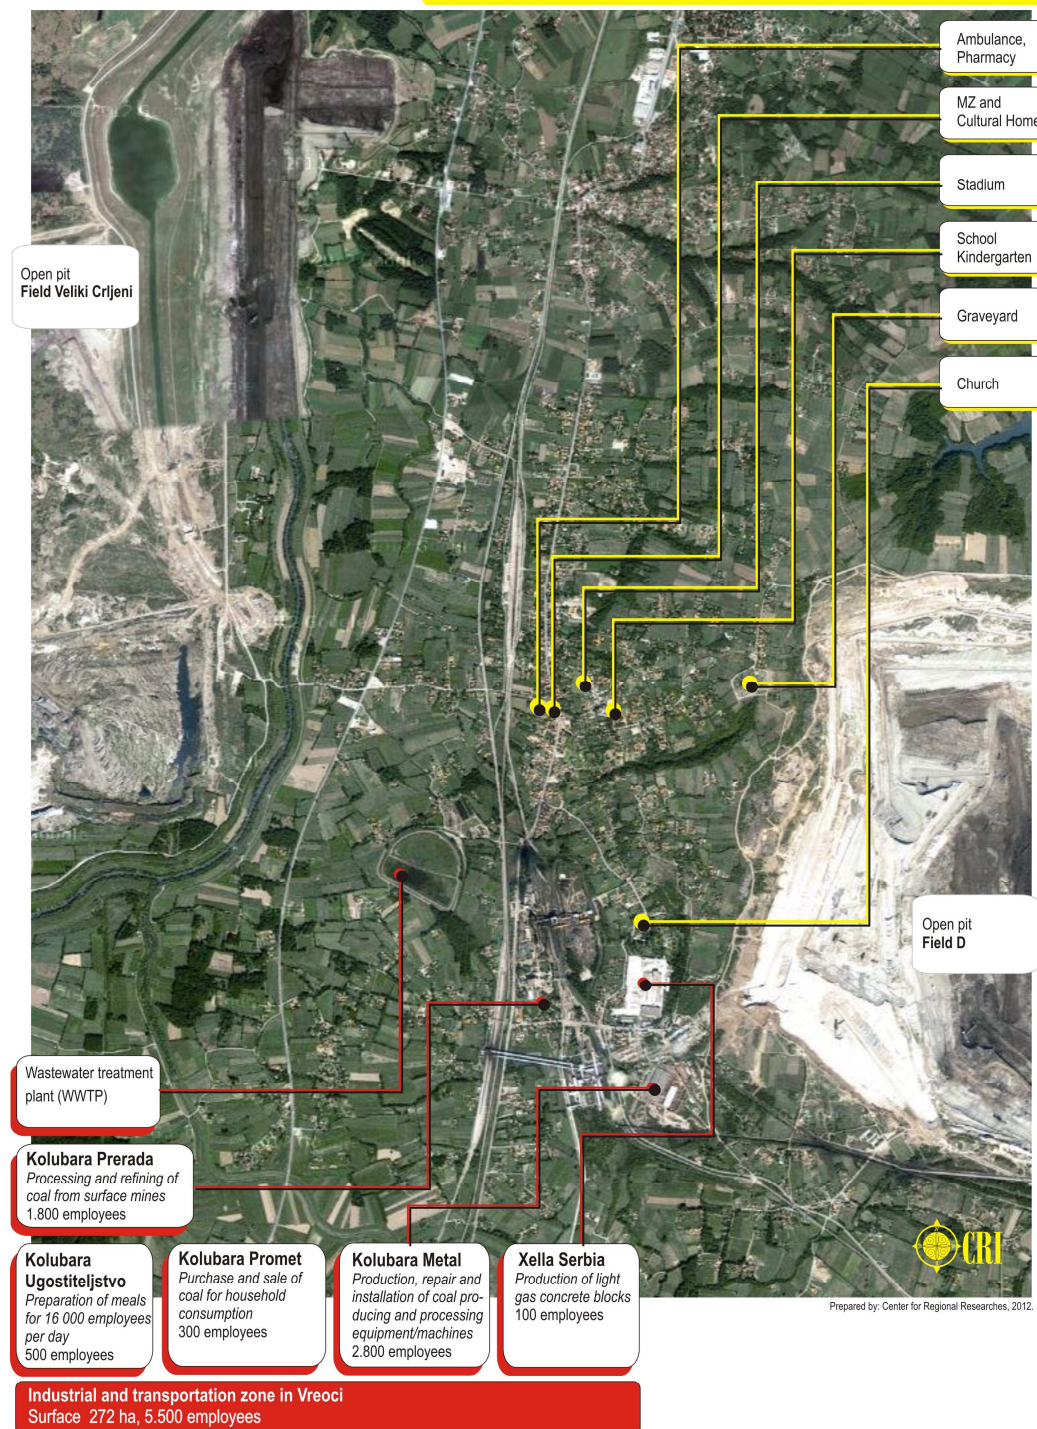 Ambulance,
Pharmacy
MZ and
Cultural Home
Stadium
School
Kindergarten
Graveyard
Church
Open pit
Field Veliki Crljeni
Open pit
Field D
Wastewater treatment
plant (WWTP)
Kolubara Prerada
Processing and refining of
coal from surface mines
1.800 employees
Kolubara
Ugostiteljstvo
Preparation of meals
for 16 000 employees
per day
500 employees
Kolubara Promet
Purchase and sale of
coal for household
consumption
300 employees
Kolubara Metal
Production, repair and
installation of coal pro-
ducing and processing
equipment/machines
2.800 employees
Xella Serbia
Production of light
gas concrete blocks
100 employees
CRI
Prepared by: Center for Regional Researches, 2012.
Industrial and transportation zone in Vreoci
Surface 272 ha, 5.500 employees